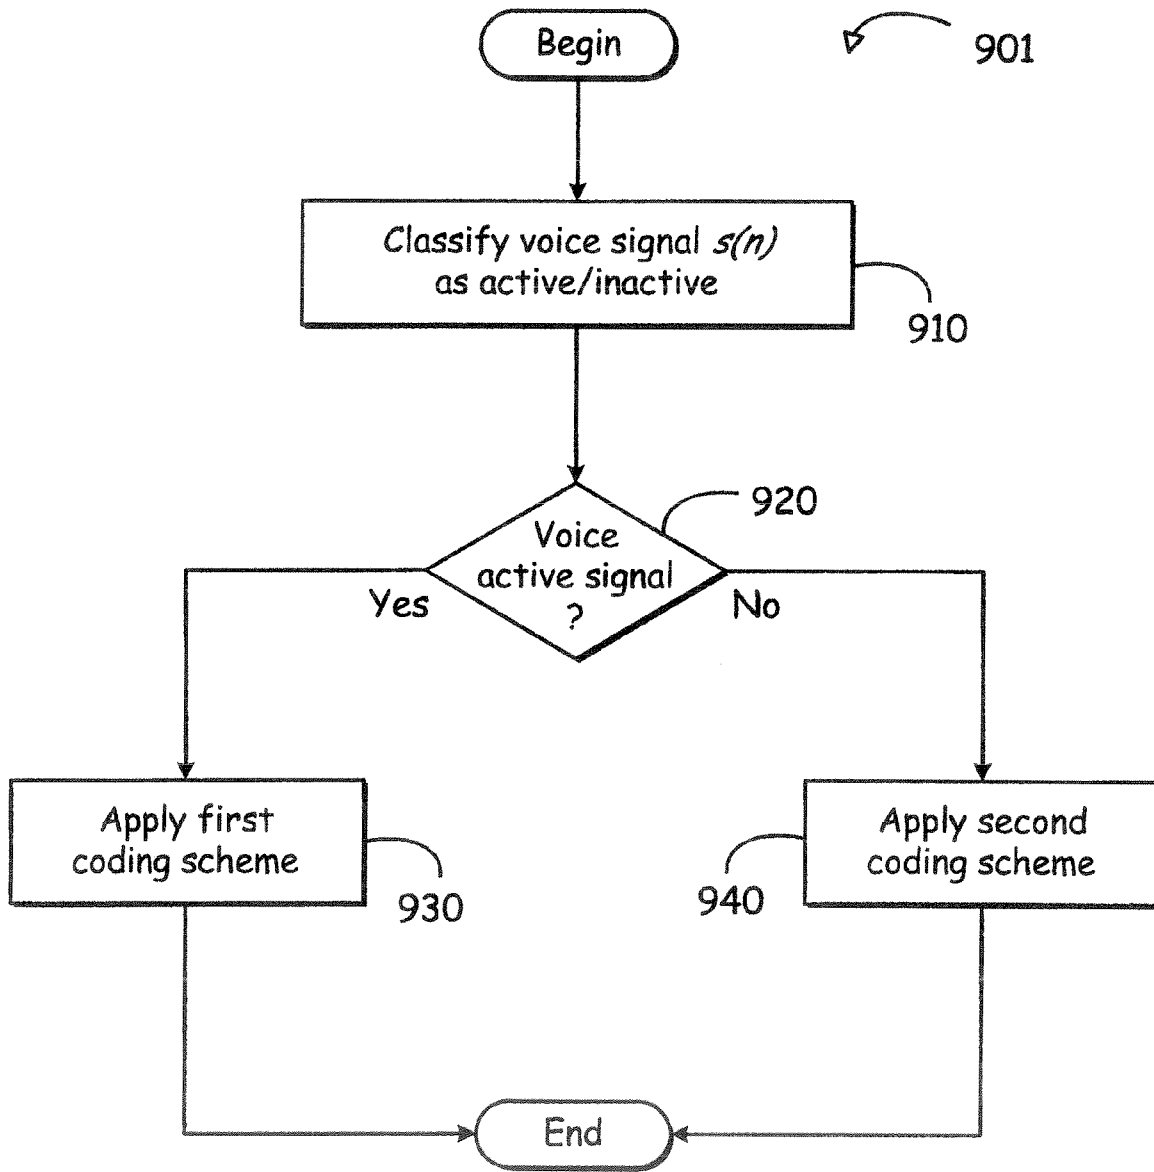 Begin
901
Classify voice signal s(n)
as active/inactive
910
920
Voice
active signal
?
Yes
No
Apply first
coding scheme
930
Apply second
coding scheme
940
End